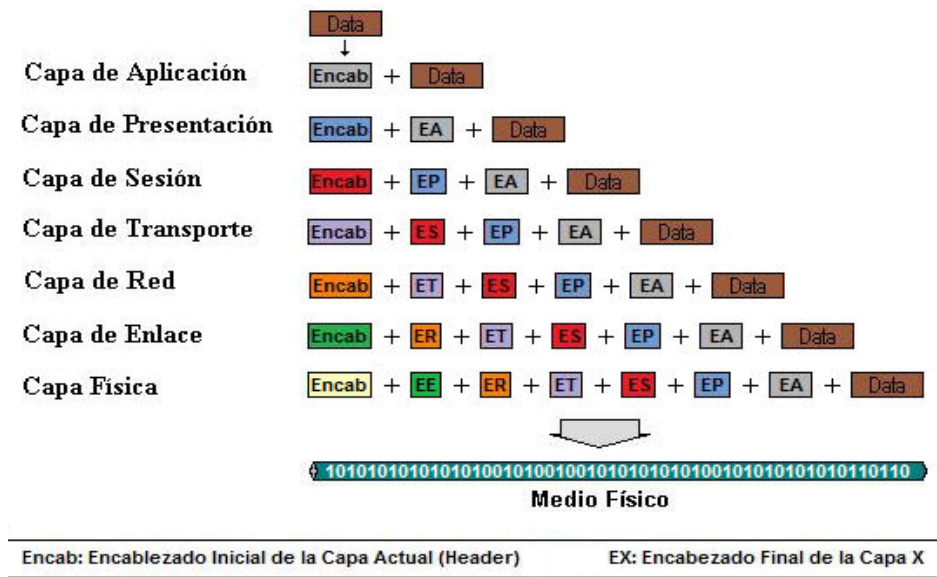 Data
Capa de Aplicación Encab + Data
Capa de Presentación Encab + EA + Data
Capa de Sesión Encab + EP + EA + Data
Capa de Transporte Encab + ES + EP + EA + Data
Capa de Red Encab + ET + ES + EP + EA + Data
Capa de Enlace Encab + ER + ET + ES + EP + EA + Data
Capa Física Encab + EE + ER + ET + ES + EP + EA + Data
Medio Físico
Encab: Encablezado Inicial de la Capa Actual (Header) EX: Encabezado Final de la Capa X